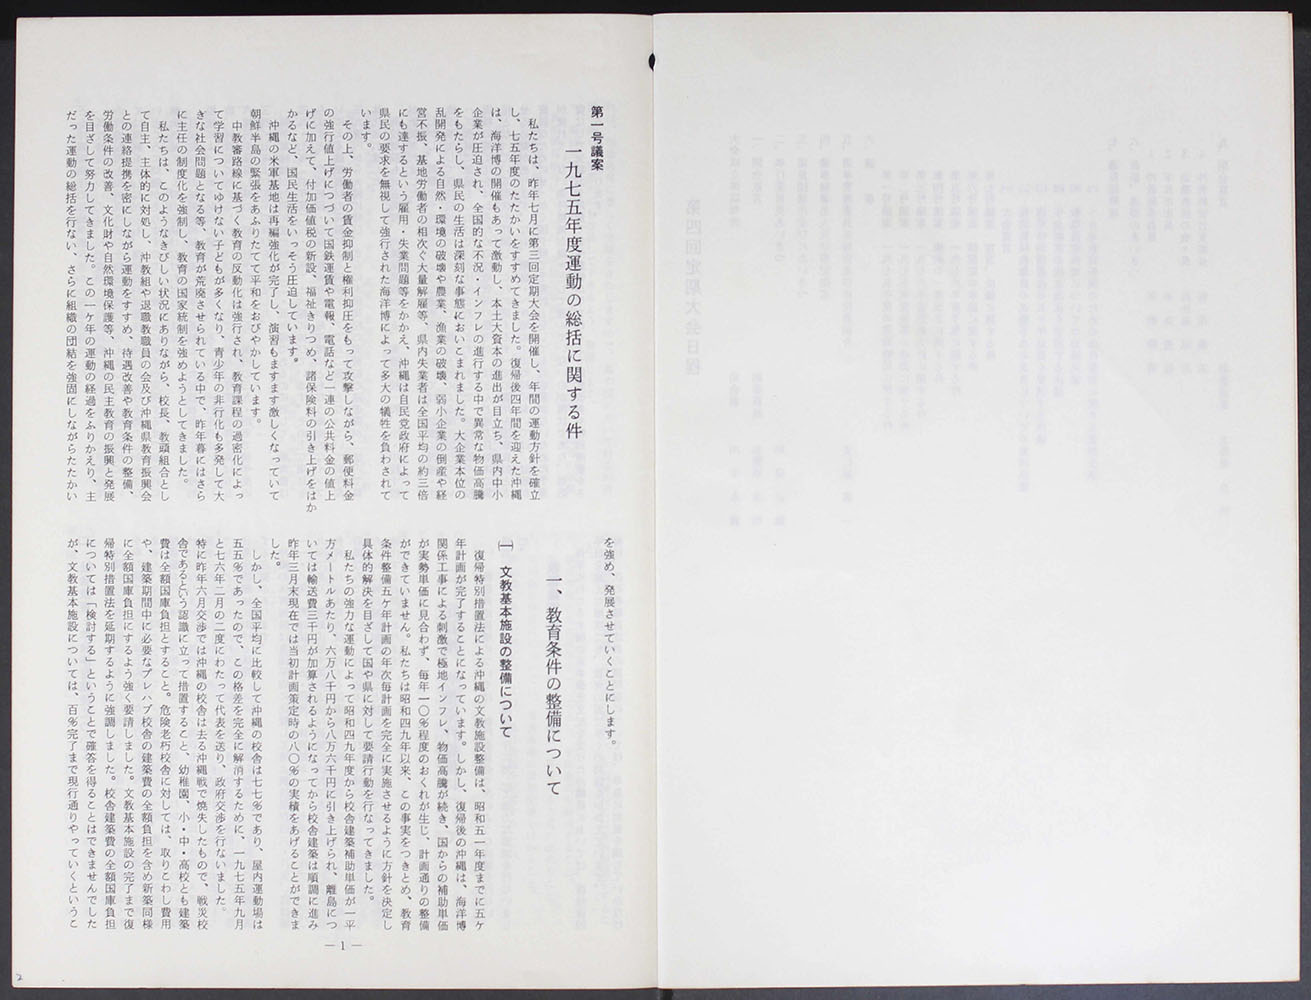 第一号議案
一九七五年度運動の総括に関する件
私たちは、昨年七月に第三回定期大会を開催し、年間の運動方針を確立
し、七五年度のたたかいをすすめてきました。復帰後四年間を迎えた沖縄
は、海洋博の開催もあって激動し、本土大資本の進出が目立ち、県内中小
企業が圧迫され、全国的な不況・インフレの進行する中で異常な物価高騰
をもたらし、県民の生活は深刻な事態においこまれました。大企業本位の
乱開発による自然・環境の破壊や農業、漁業の破壊、弱小企業の倒産や経
営不振、基地労働者の相次ぐ大量解雇等、県内失業者は全国平均の約三倍
にも達するという雇用・失業問題等をかかえ、沖縄は自民党政府によって
県民の要求を無視して強行された海洋博によって多大の犠牲を負わされて
います。
その上、労働者の賃金抑制と権利抑圧をもって攻撃しながら、郵便料金
の強行値上げにつづいて国鉄運賃や電報、電話など一連の公共料金の値上
げに加えて、付加価値税の新設、福祉きりつめ、諸保険料の引き上げをはか
かるなど、国民生活をいっそう圧迫しています。
沖縄の米軍基地は再編強化が完了し、演習もますます激しくなっていて
朝鮮半島の緊張をあふりたてて平和をおびやかしています。
中教審路線に基づく教育の反動化は強行され、教育課程の過密化によっ
て学習についてゆけない子どもが多くなり、青少年の非行化も多発して大
きな社会問題となる等、教育が荒廃させられている中で、昨年暮にはさら
に主任の制度化を強制し、教育の国家統制を強めようとしてきました。
私たちは、このようなきびしい状況にありながら、校長、教頭組合とし
て自主、主体的に対処し、沖教組や退職教職員の会及び沖縄県教育振興会
との連絡提携を密にしながら運動をすすめ、待遇改善や教育条件の整備、
労働条件の改善、文化財や自然環境保護等、沖縄の民主教育の振興と発展
を目ざして努力してきました。この一ケ年の運動の経過をふりかえり、主
だった運動の総括を行ない、さらに組織の団結を強固にしながらたたかい
を強め、発展させていくことにします。
一、教育条件の整備について
文教基本施設の整備について
復帰特別措置法による沖縄の文教施設整備は、昭和五一年度までに五ケ
年計画が完了することになっています。しかし、復帰後の沖縄は、海洋博
関係工事による刺激で極地インフレ、物価高騰が続き、国からの補助単価
が実勢単価に見合わず、毎年一〇％程度のおくれが生じ、計画通りの整備
ができていません。私たちは昭和四九年以来、この事実をつきとめ、教育
条件整備五ケ年計画の年次毎計画を完全に実施させるように方針を決定し
具体的解決を目ざして国や県に対して要請行動を行なってきました。
私たちの強力な運動によって昭和四九年度から校舎建築補助単価が一平
方メートルあたり、六万八千円から八万六千円に引き上げられ、離島につ
いては輸送費三千円が加算されるようになってから校舎建築は順調に進み
昨年三月末現在では当初計画策定時の八〇％の実績をあげることができま
した。
しかし、全国平均に比較して沖縄の校舎は七七％であり、屋内運動場は
五五％であったので、この格差を完全に解消するために、一九七五年九月
と七六年二月の二度にわたって代表を送り、政府交渉を行ないました。
特に昨年六月交渉では沖縄の校舎は去る沖縄戦で焼失したもので、戦災校
舎であるという認識に立って措置すること、幼稚園、小・中・高校とも建築
費は全額国庫負担とすること。危険老朽校舎に対しては、取りこわし費用
や、建築期間中に必要なプレハブ校舎の建築費の全額負担を含め新築同様
に全額国庫負担にするよう強く要請しました。文教基本施設の完了まで復
帰特別措置法を延期するように強調しました。校舎建築費の全額国庫負担
については「検討する」ということで確答を得ることはできませんでした
が、文教基本施設については、百％完了まで現行通りやっていくというこ
— 1 —
2